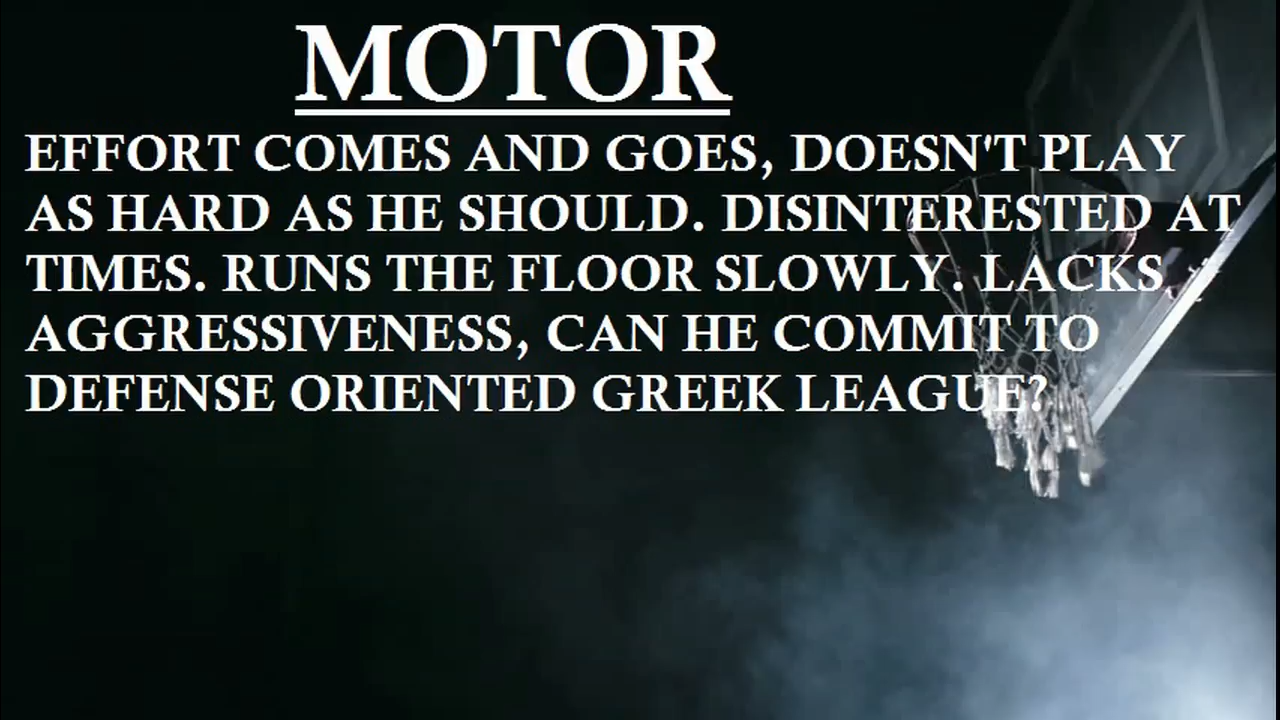 MOTOR
EFFORT COMES AND GOES, DOESN'T PLAY
AS HARD AS HE SHOULD. DISINTERESTED AT
TIMES. RUNS THE FLOOR SLOWLY. LACKS
AGGRESSIVENESS, CAN HE COMMIT TO
DEFENSE ORIENTED GREEK LEAGUE?